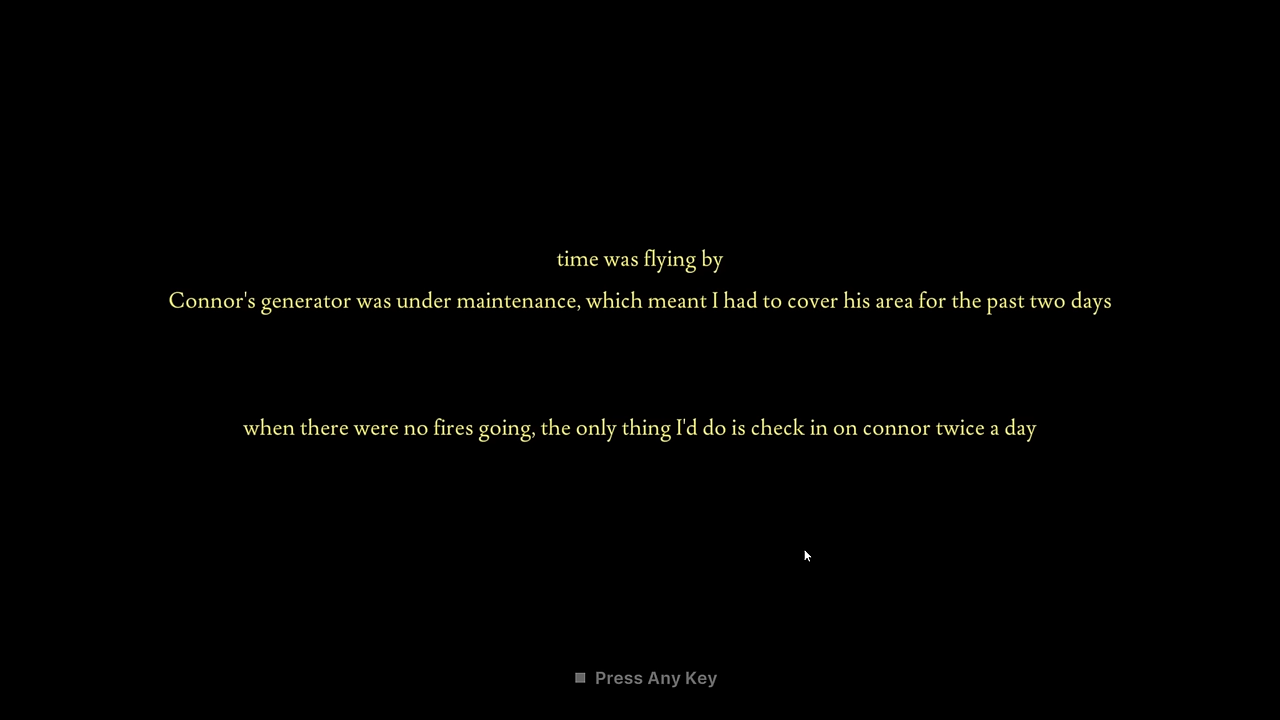 time was flying by
Connor's generator was under maintenance, which meant I had to cover his area for the past two days
when there were no fires going, the only thing I'd do is check in on connor twice a day
Press Any Key